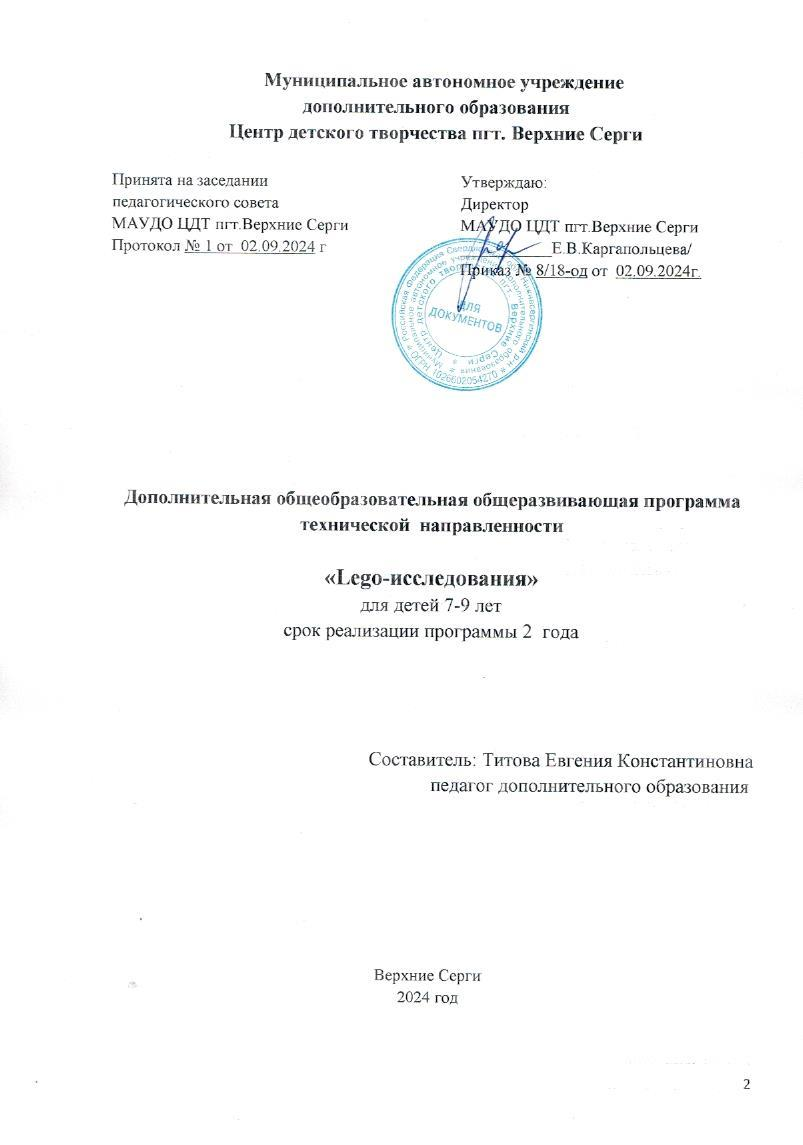 Муниципальное автономное учреждение
дополнительного образования
Центр детского творчества пгт. Верхние Серги
Принята на заседании
педагогического совета
МАУДО ЦДТ пгт.Верхние Серги
Протокол № 1 от 02.09.2024 г
Утверждаю:
Директор
МАУДО ЦДТ пгт.Верхние Серги
Е.В.Каргапольцева/
Приказ № 8/18-од от 02.09.2024г.
ДЛЯ
ДОКУМЕНТОВ
ОГРН 1026602054270
Дополнительная общеобразовательная общеразвивающая программа
технической направленности
«Lego-исследования»
для детей 7-9 лет
срок реализации программы 2 года
Составитель: Титова Евгения Константиновна
педагог дополнительного образования
Верхние Серги
2024 год
2